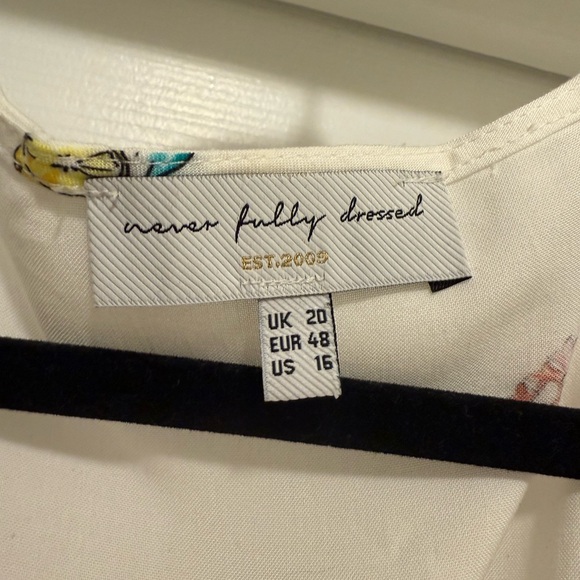 never fully dressed
EST.2009
UK 20
EUR 48
US 16